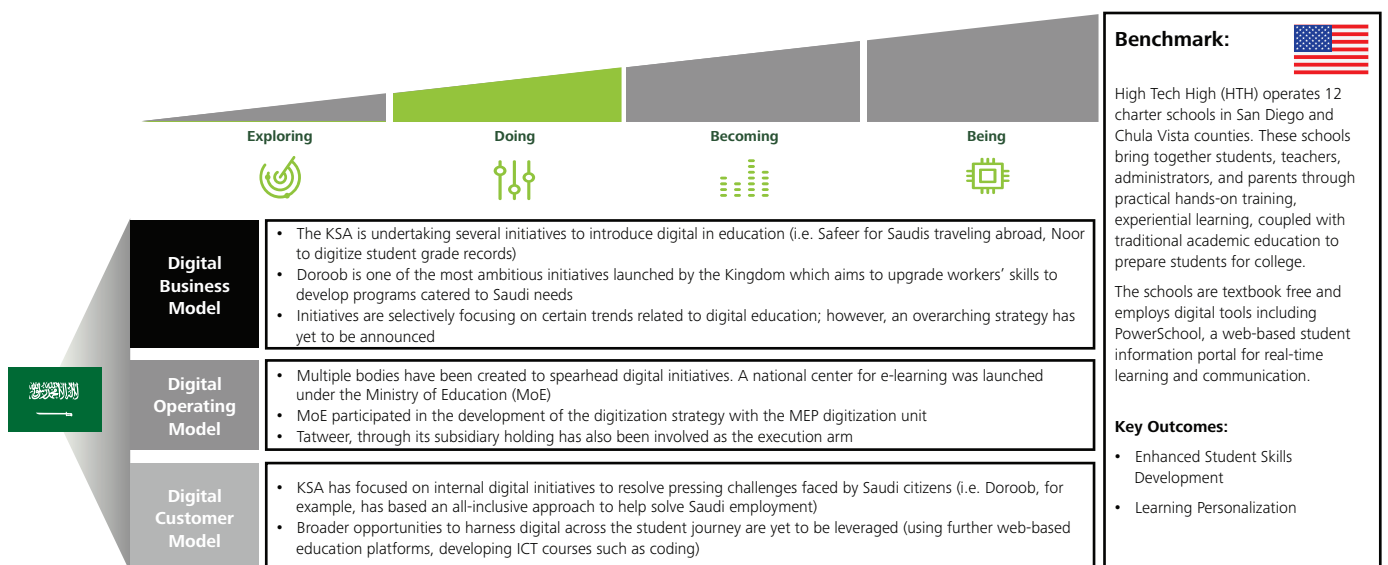 Exploring
Doing
Becoming
Being
Digital
Business
Model
• The KSA is undertaking several initiatives to introduce digital in education (i.e. Safeer for Saudis traveling abroad, Noor
to digitize student grade records)
• Doroob is one of the most ambitious initiatives launched by the Kingdom which aims to upgrade workers’ skills to
develop programs catered to Saudi needs
• Initiatives are selectively focusing on certain trends related to digital education; however, an overarching strategy has
yet to be announced
Digital
Operating
Model
• Multiple bodies have been created to spearhead digital initiatives. A national center for e-learning was launched
under the Ministry of Education (MoE)
• MoE participated in the development of the digitization strategy with the MEP digitization unit
• Tatweer, through its subsidiary holding has also been involved as the execution arm
Digital
Customer
Model
• KSA has focused on internal digital initiatives to resolve pressing challenges faced by Saudi citizens (i.e. Doroob, for
example, has based an all-inclusive approach to help solve Saudi employment)
• Broader opportunities to harness digital across the student journey are yet to be leveraged (using further web-based
education platforms, developing ICT courses such as coding)
Benchmark:
High Tech High (HTH) operates 12
charter schools in San Diego and
Chula Vista counties. These schools
bring together students, teachers,
administrators, and parents through
practical hands-on training,
experiential learning, coupled with
traditional academic education to
prepare students for college.
The schools are textbook free and
employs digital tools including
PowerSchool, a web-based student
information portal for real-time
learning and communication.
Key Outcomes:
• Enhanced Student Skills
Development
• Learning Personalization